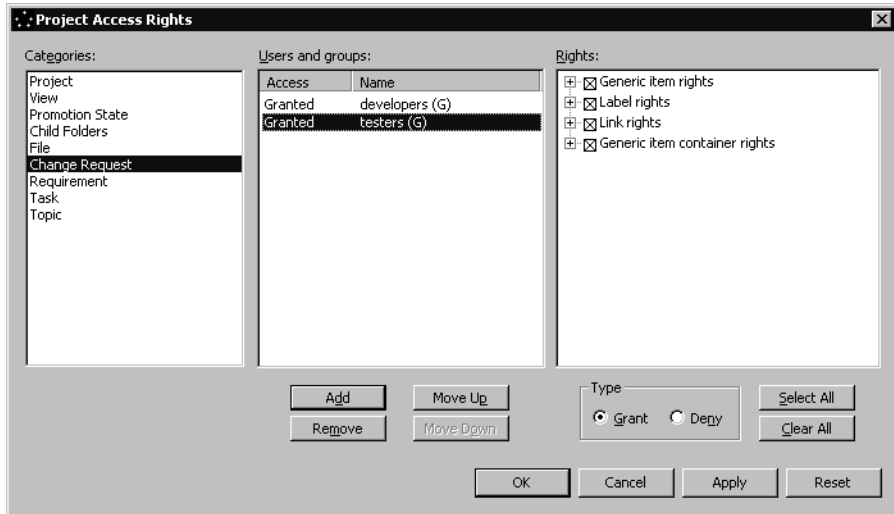 Project Access Rights
Categories:
Project
View
Promotion State
Child Folders
File
Change Request
Requirement
Task
Topic
Users and groups:
Access Name
Granted developers (G)
Granted testers (G)
Rights:
Generic item rights
Label rights
Link rights
Generic item container rights
Add
Move Up
Remove
Move Down
Type
Grant Deny
Select All
Clear All
OK
Cancel
Apply
Reset